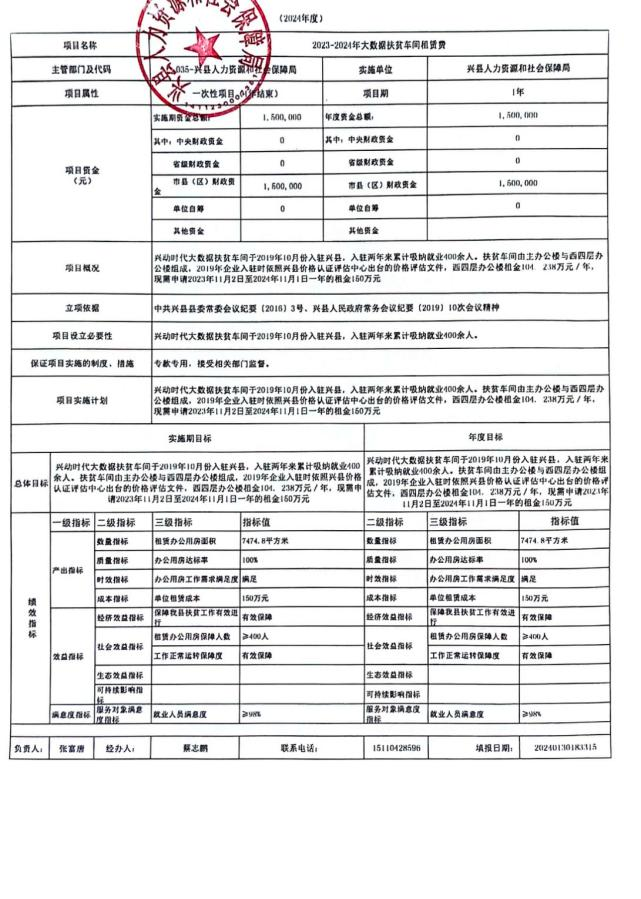 （2024年度）
项目名称 2023-2024年大数据扶贫车间租赁费
主管部门及代码 035-兴县人力资源和社会保障局 实施单位 兴县人力资源和社会保障局
项目属性 一次性项目 项目期 1年
项目资金（元） 实施期资金总额： 1,500,000 年度资金总额： 1,500,000
其中：中央财政资金 0 其中：中央财政资金 0
省级财政资金 0 省级财政资金 0
市县（区）财政资金 1,500,000 市县（区）财政资金 1,500,000
单位自筹 0 单位自筹 0
其他资金 其他资金
项目概况
兴动时代大数据扶贫车间于2019年10月份入驻兴县，入驻两年来累计吸纳就业400余人。扶贫车间由主办公楼与西四层办
公楼组成，2019年企业入驻时依照兴县价格认证评估中心出台的价格评估文件，西四层办公楼租金104．238万元／年，
现需申请2023年11月2日至2024年11月1日一年的租金150万元
立项依据 中共兴县县委常委会议纪要（2016）3号、兴县人民政府常务会议纪要（2019）10次会议精神
项目设立必要性 兴动时代大数据扶贫车间于2019年10月份入驻兴县，入驻两年来累计吸纳就业400余人。
保证项目实施的制度、措施 专款专用，接受相关部门监督。
项目实施计划
兴动时代大数据扶贫车间于2019年10月份入驻兴县，入驻两年来累计吸纳就业400余人。扶贫车间由主办公楼与西四层办
公楼组成，2019年企业入驻时依照兴县价格认证评估中心出台的价格评估文件，西四层办公楼租金104．238万元／年，
现需申请2023年11月2日至2024年11月1日一年的租金150万元
实施期目标 年度目标
总体目标
兴动时代大数据扶贫车间于2019年10月份入驻兴县，入驻两年来累计吸纳就业400
余人。扶贫车间由主办公楼与西四层办公楼组成，2019年企业入驻时依照兴县价格
认证评估中心出台的价格评估文件，西四层办公楼租金104．238万元／年，现需申
请2023年11月2日至2024年11月1日一年的租金150万元
兴动时代大数据扶贫车间于2019年10月份入驻兴县，入驻两年来
累计吸纳就业400余人。扶贫车间由主办公楼与西四层办公楼组
成，2019年企业入驻时依照兴县价格认证评估中心出台的价格评
估文件，西四层办公楼租金104．238万元／年，现需申请2023年
11月2日至2024年11月1日一年的租金150万元
绩效指标
一级指标 二级指标 三级指标 指标值 二级指标 三级指标 指标值
产出指标 数量指标 租赁办公用房面积 7474.8平方米 数量指标 租赁办公用房面积 7474.8平方米
质量指标 办公用房达标率 100% 质量指标 办公用房达标率 100%
时效指标 办公用房工作需求满足度 满足 时效指标 办公用房工作需求满足度 满足
成本指标 单位租赁成本 150万元 成本指标 单位租赁成本 150万元
效益指标 经济效益指标 保障我县扶贫工作有效进行 有效保障 经济效益指标 保障我县扶贫工作有效进行 有效保障
社会效益指标 租赁办公用房保障人数 ≥400人 社会效益指标 租赁办公用房保障人数 ≥400人
工作正常运转保障度 有效保障 工作正常运转保障度 有效保障
生态效益指标 生态效益指标
可持续影响指标 可持续影响指标
满意度指标 服务对象满意度指标 就业人员满意度 ≥98% 服务对象满意度指标 就业人员满意度 ≥98%
负责人： 张富唐 经办人： 蔡志鹏 联系电话： 15110428596 填报日期： 20240130183315